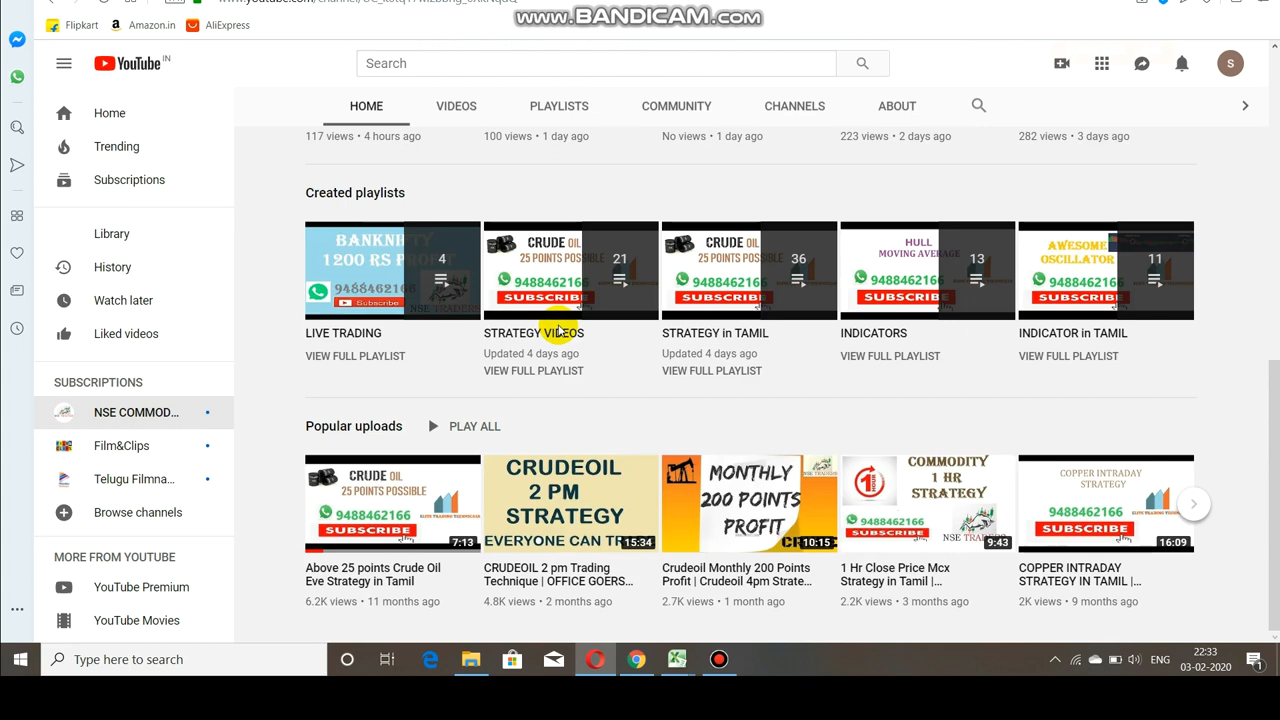 www.BANDICAM.com
Flipkart
Amazon.in
AliExpress
YouTube IN
Search
S
HOME
VIDEOS
PLAYLISTS
COMMUNITY
CHANNELS
ABOUT
Home
Trending
Subscriptions
Library
History
Watch later
Liked videos
SUBSCRIPTIONS
NSE COMMOD...
Film&Clips
Telugu Filmna...
Browse channels
MORE FROM YOUTUBE
YouTube Premium
YouTube Movies
117 views • 4 hours ago
100 views • 1 day ago
No views • 1 day ago
223 views • 2 days ago
282 views • 3 days ago
Created playlists
BANKNIFTY
1200 RS PROFIT
9488462166
Subscribe
NSE TRADERS
4
LIVE TRADING
VIEW FULL PLAYLIST
CRUDE OIL
25 POINTS POSSIBLE
9488462166
SUBSCRIBE
21
STRATEGY VIDEOS
Updated 4 days ago
VIEW FULL PLAYLIST
CRUDE OIL
25 POINTS POSSIBLE
9488462166
SUBSCRIBE
36
STRATEGY in TAMIL
Updated 4 days ago
VIEW FULL PLAYLIST
HULL
MOVING AVERAGE
9488462166
SUBSCRIBE
13
INDICATORS
VIEW FULL PLAYLIST
AWESOME
OSCILLATOR
9488462166
SUBSCRIBE
11
INDICATOR in TAMIL
VIEW FULL PLAYLIST
Popular uploads
PLAY ALL
CRUDE OIL
25 POINTS POSSIBLE
9488462166
SUBSCRIBE
7:13
Above 25 points Crude Oil
Eve Strategy in Tamil
6.2K views • 11 months ago
CRUDEOIL
2 PM
STRATEGY
EVERYONE CAN TR
15:34
CRUDEOIL 2 pm Trading
Technique | OFFICE GOERS...
4.8K views • 2 months ago
MONTHLY
200 POINTS
PROFIT
10:15
Crudeoil Monthly 200 Points
Profit | Crudeoil 4pm Strate...
2.7K views • 1 month ago
COMMODITY
1 HR
STRATEGY
1
HOUR
9488462166
SUBSCRIBE
NSE TRADERS
9:43
1 Hr Close Price Mcx
Strategy in Tamil |...
2.2K views • 3 months ago
COPPER INTRADAY
STRATEGY
9488462166
SUBSCRIBE
16:09
COPPER INTRADAY
STRATEGY IN TAMIL |...
2K views • 9 months ago
Type here to search
ENG
22:33
03-02-2020
1